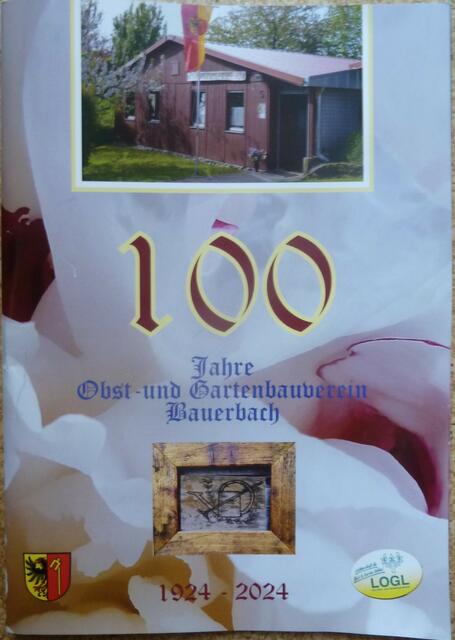 100
Jahre
Obst- und Gartenbauverein
Bauerbach
1924 - 2024
LOGL